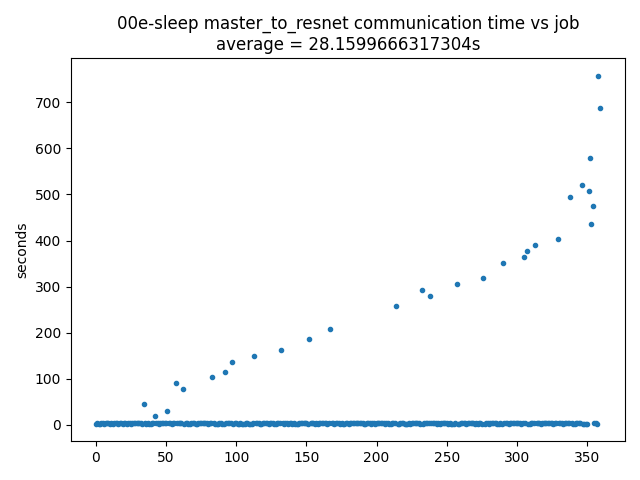 00e-sleep master_to_resnet communication time vs job
average = 28.1599666317304s
700
600
500
400
300
200
100
0
seconds
0 50 100 150 200 250 300 350